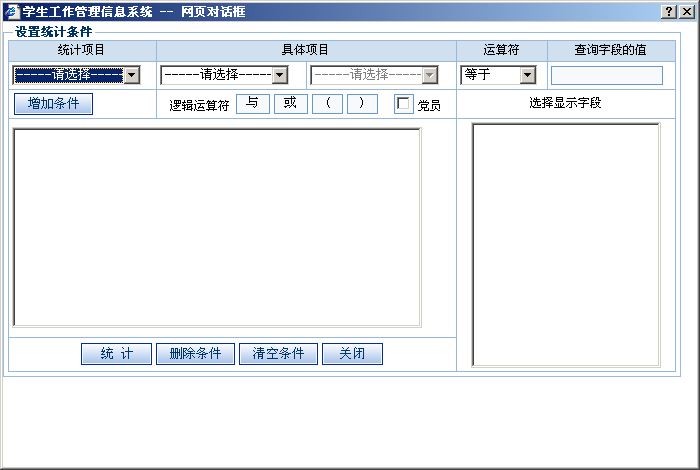 学生工作管理信息系统 -- 网页对话框
设置统计条件
统计项目 具体项目 运算符 查询字段的值
-----请选择----- -----请选择----- -----请选择----- 等于
增加条件 逻辑运算符 与 或 ( ) 党员 选择显示字段
统 计 删除条件 清空条件 关闭